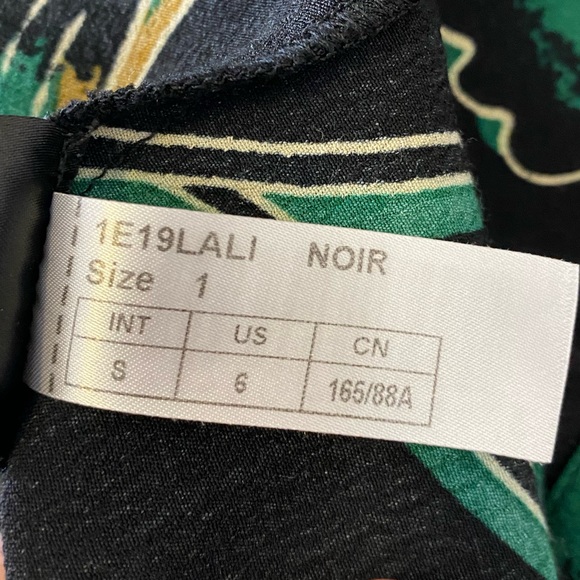 1E19LALI NOIR
Size 1
INT US CN
S 6 165/88A